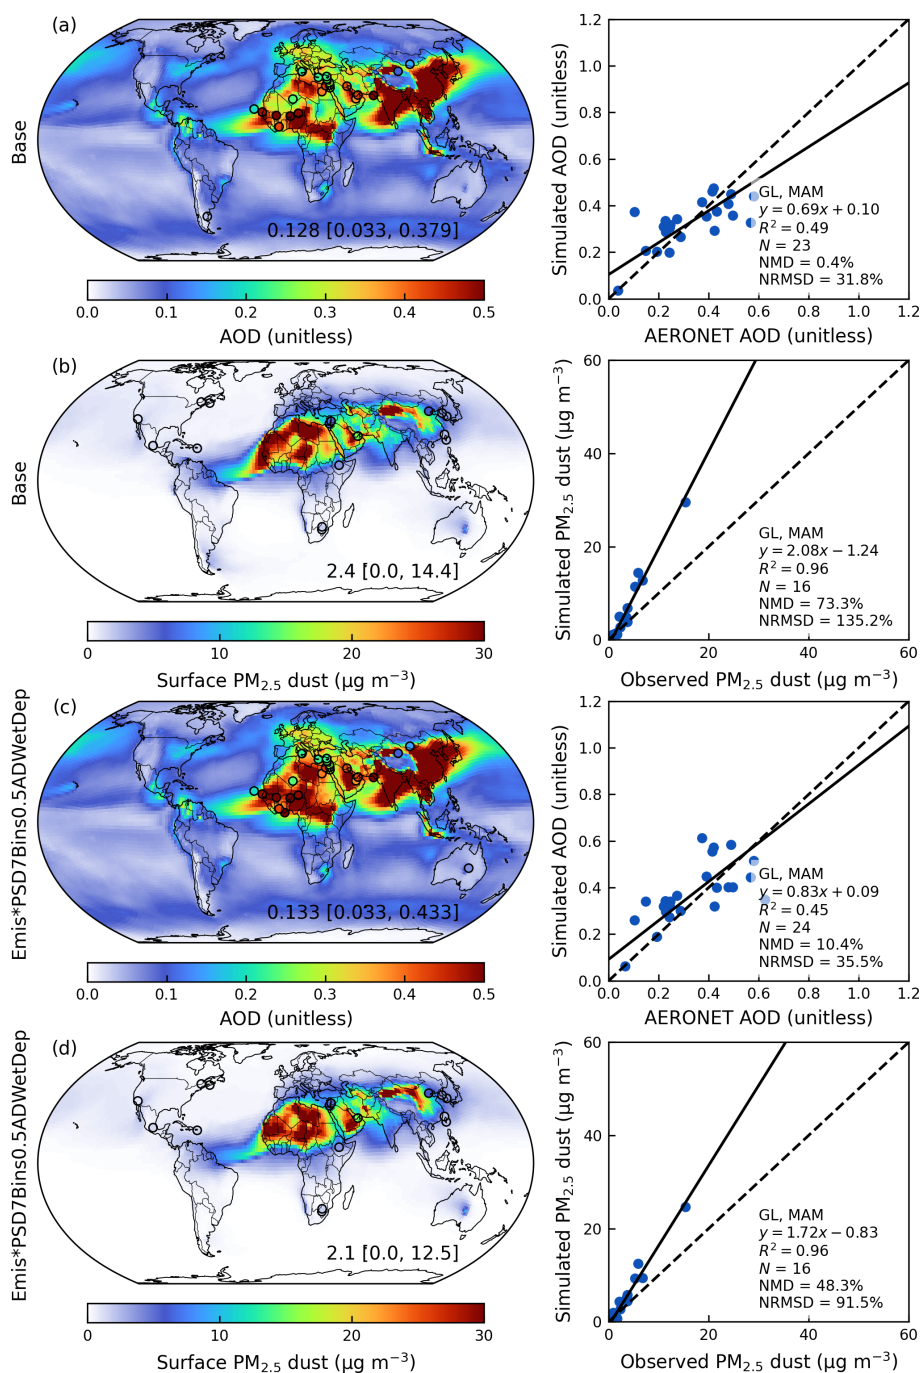 (a)
Base
0.128 [0.033, 0.379]
0.0 0.1 0.2 0.3 0.4 0.5
AOD (unitless)
1.2
1.0
0.8
0.6
0.4
0.2
0.0
Simulated AOD (unitless)
GL, MAM
y = 0.69x + 0.10
R² = 0.49
N = 23
NMD = 0.4%
NRMSD = 31.8%
0.0 0.2 0.4 0.6 0.8 1.0 1.2
AERONET AOD (unitless)
(b)
Base
2.4 [0.0, 14.4]
0 10 20 30
Surface PM₂.₅ dust (μg m⁻³)
60
40
20
0
Simulated PM₂.₅ dust (μg m⁻³)
GL, MAM
y = 2.08x − 1.24
R² = 0.96
N = 16
NMD = 73.3%
NRMSD = 135.2%
0 20 40 60
Observed PM₂.₅ dust (μg m⁻³)
(c)
Emis*PSD7Bins0.5ADWetDep
0.133 [0.033, 0.433]
0.0 0.1 0.2 0.3 0.4 0.5
AOD (unitless)
1.2
1.0
0.8
0.6
0.4
0.2
0.0
Simulated AOD (unitless)
GL, MAM
y = 0.83x + 0.09
R² = 0.45
N = 24
NMD = 10.4%
NRMSD = 35.5%
0.0 0.2 0.4 0.6 0.8 1.0 1.2
AERONET AOD (unitless)
(d)
Emis*PSD7Bins0.5ADWetDep
2.1 [0.0, 12.5]
0 10 20 30
Surface PM₂.₅ dust (μg m⁻³)
60
40
20
0
Simulated PM₂.₅ dust (μg m⁻³)
GL, MAM
y = 1.72x − 0.83
R² = 0.96
N = 16
NMD = 48.3%
NRMSD = 91.5%
0 20 40 60
Observed PM₂.₅ dust (μg m⁻³)